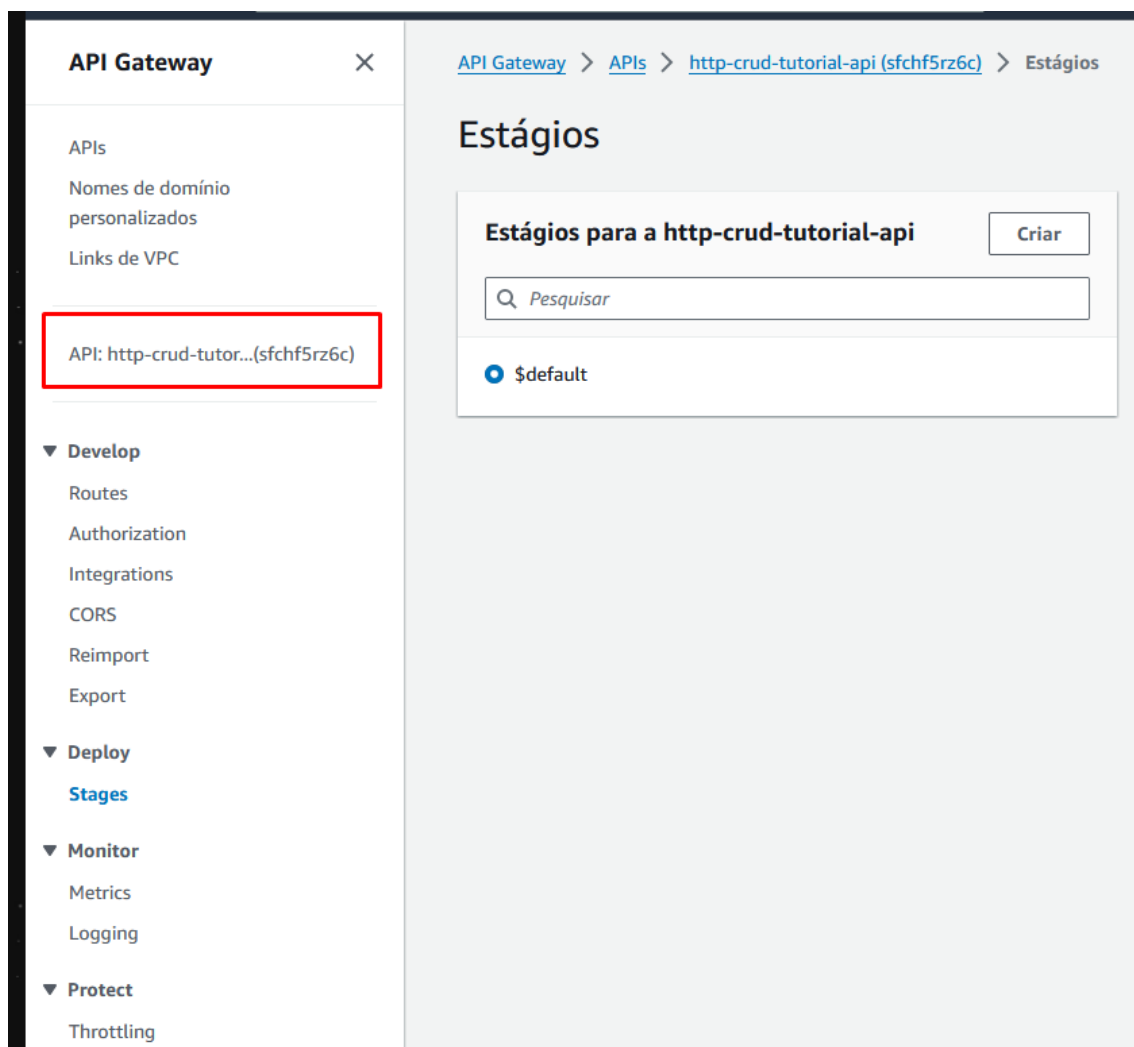 API Gateway
APIs
Nomes de domínio
personalizados
Links de VPC
API: http-crud-tutor...(sfchf5rz6c)
Develop
Routes
Authorization
Integrations
CORS
Reimport
Export
Deploy
Stages
Monitor
Metrics
Logging
Protect
Throttling
API Gateway > APIs > http-crud-tutorial-api (sfchf5rz6c) > Estágios
Estágios
Estágios para a http-crud-tutorial-api
Criar
Pesquisar
$default